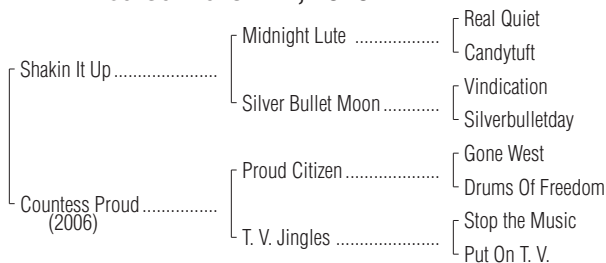 Real Quiet
Midnight Lute ...................
Candytuft
Shakin It Up ......................
Vindication
Silver Bullet Moon ............
Silverbulletday
Gone West
Proud Citizen ....................
Drums Of Freedom
Countess Proud ................
(2006)
Stop the Music
T. V. Jingles .....................
Put On T. V.